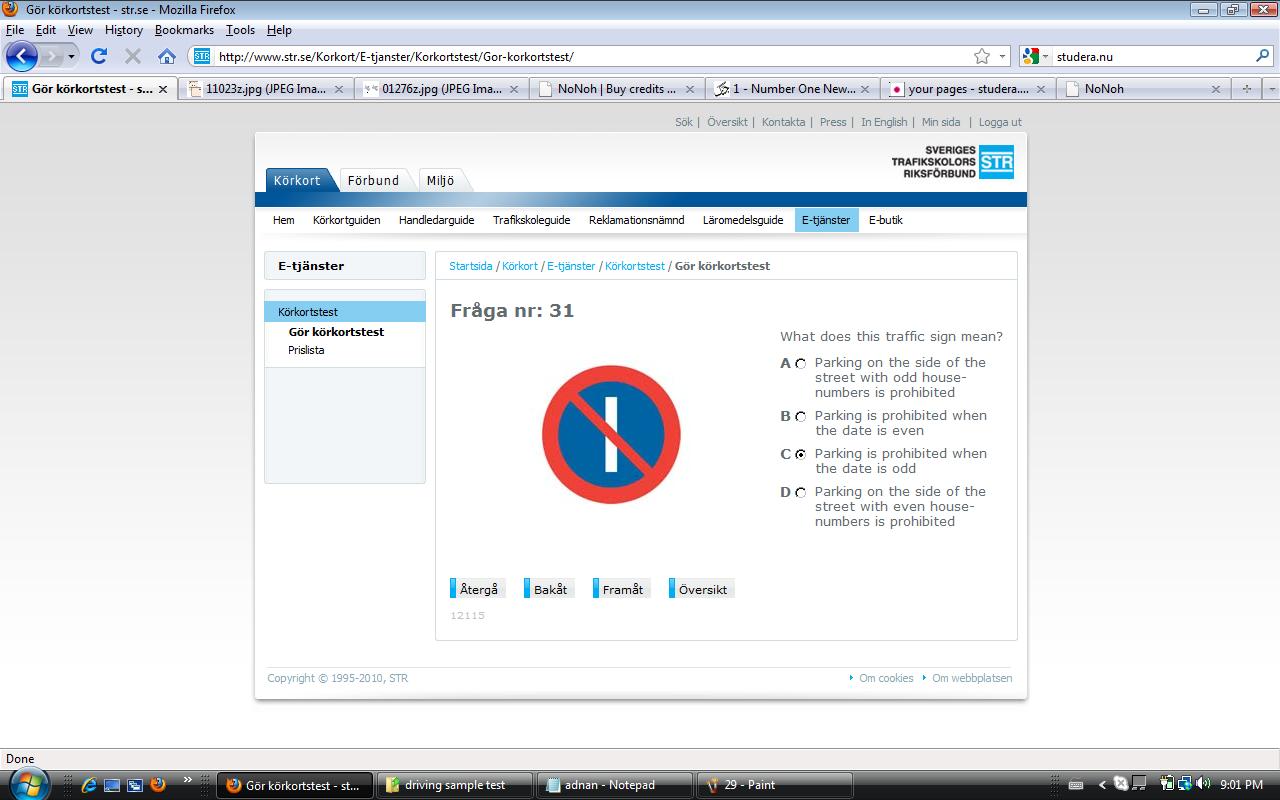 Gör körkortstest - str.se - Mozilla Firefox
File Edit View History Bookmarks Tools Help
STR http://www.str.se/Korkort/E-tjanster/Korkortstest/Gor-korkortstest/ studera.nu
STR Gör körkortstest - s... 11023z.jpg (JPEG Ima... 01276z.jpg (JPEG Ima... NoNoh | Buy credits ... 1 - Number One New... your pages - studera.... NoNoh
Sök | Översikt | Kontakta | Press | In English | Min sida | Logga ut
SVERIGES
TRAFIKSKOLORS
RIKSFÖRBUND
STR
Körkort Förbund Miljö
Hem Körkortguiden Handledarguide Trafikskoleguide Reklamationsnämnd Läromedelsguide E-tjänster E-butik
E-tjänster
Startsida / Körkort / E-tjänster / Körkortstest / Gör körkortstest
Körkortstest
Gör körkortstest
Prislista
Fråga nr: 31
What does this traffic sign mean?
A Parking on the side of the
street with odd house-
numbers is prohibited
B Parking is prohibited when
the date is even
C Parking is prohibited when
the date is odd
D Parking on the side of the
street with even house-
numbers is prohibited
Återgå Bakåt Framåt Översikt
12115
Copyright © 1995-2010, STR Om cookies Om webbplatsen
Done
Gör körkortstest - st... driving sample test adnan - Notepad 29 - Paint 9:01 PM